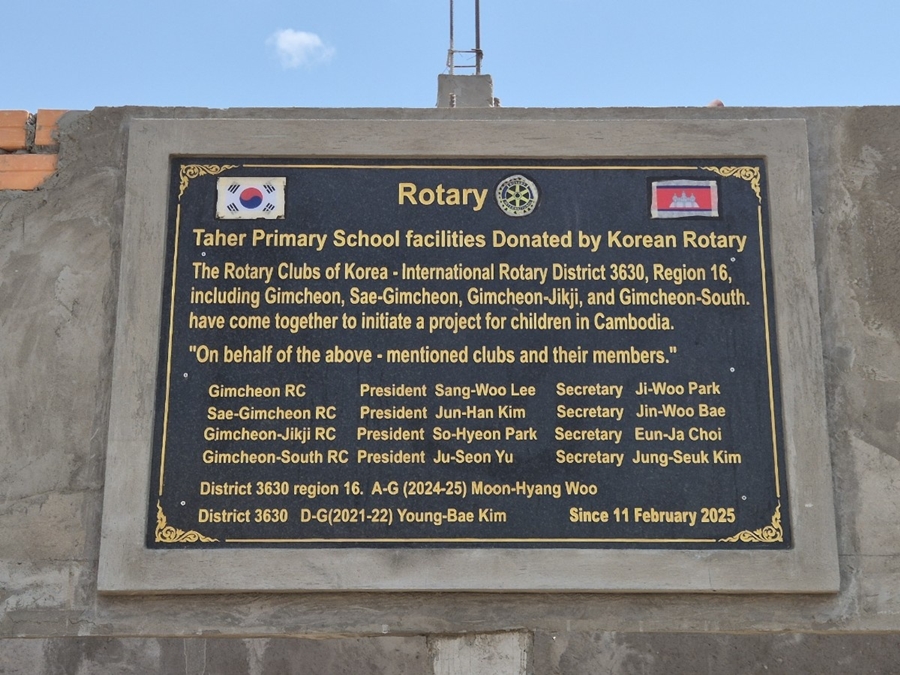 Rotary
Taher Primary School facilities Donated by Korean Rotary
The Rotary Clubs of Korea - International Rotary District 3630, Region 16,
including Gimcheon, Sae-Gimcheon, Gimcheon-Jikji, and Gimcheon-South.
have come together to initiate a project for children in Cambodia.
"On behalf of the above - mentioned clubs and their members."
Gimcheon RC President Sang-Woo Lee Secretary Ji-Woo Park
Sae-Gimcheon RC President Jun-Han Kim Secretary Jin-Woo Bae
Gimcheon-Jikji RC President So-Hyeon Park Secretary Eun-Ja Choi
Gimcheon-South RC President Ju-Seon Yu Secretary Jung-Seuk Kim
District 3630 region 16. A-G (2024-25) Moon-Hyang Woo
District 3630 D-G(2021-22) Young-Bae Kim Since 11 February 2025